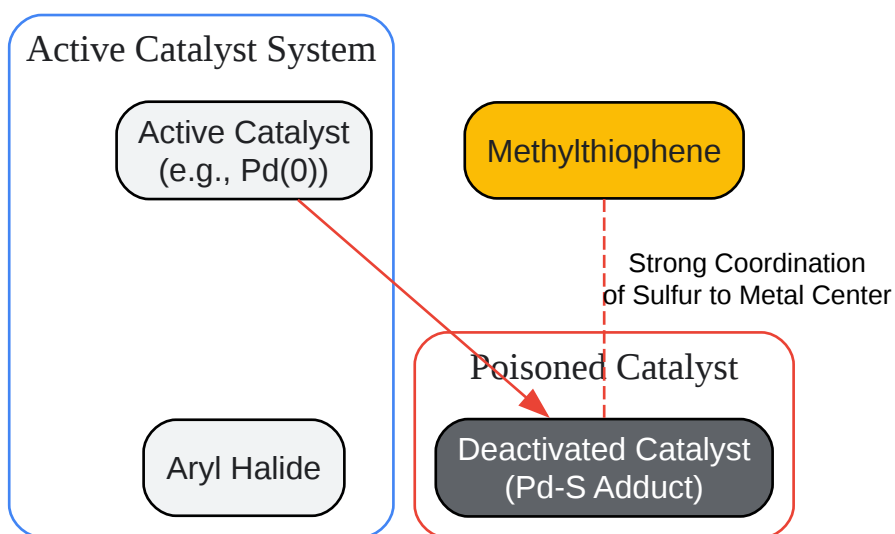 Active Catalyst System
Active Catalyst
(e.g., Pd(0))
Methylthiophene
Strong Coordination
of Sulfur to Metal Center
Poisoned Catalyst
Aryl Halide
Deactivated Catalyst
(Pd-S Adduct)